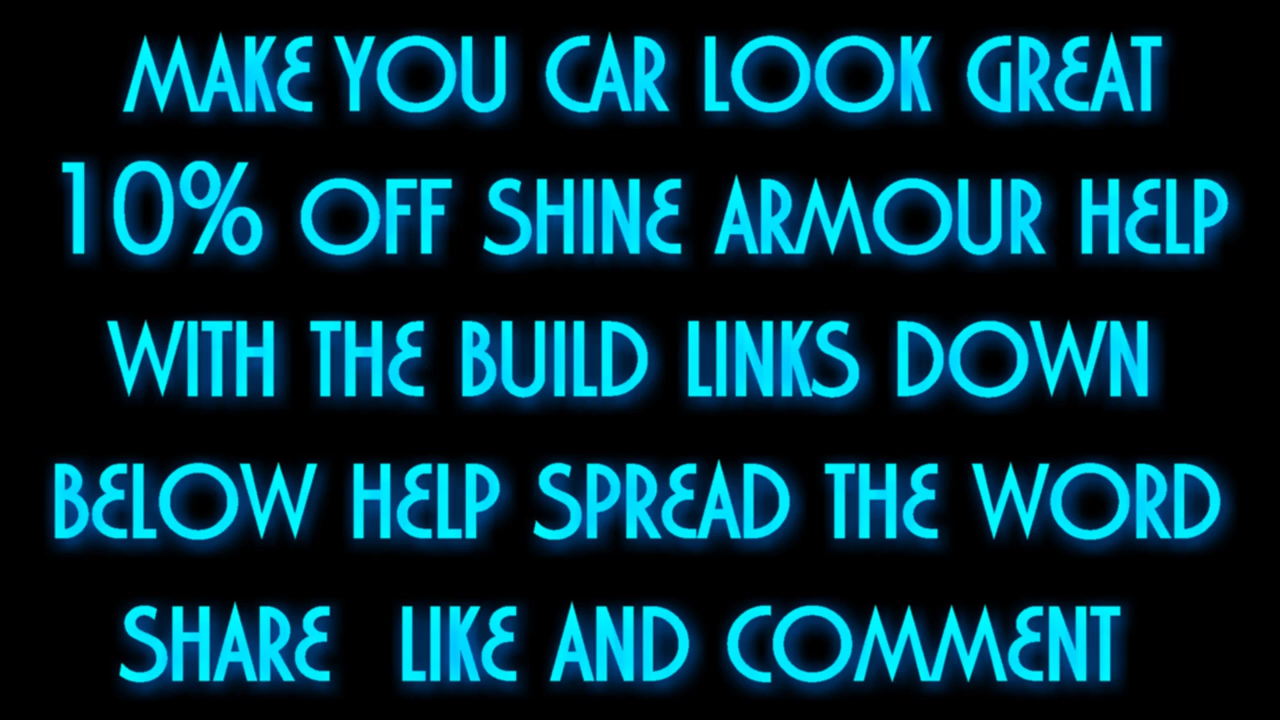 MAKE YOU CAR LOOK GREAT
10% OFF SHINE ARMOUR HELP
WITH THE BUILD LINKS DOWN
BELOW HELP SPREAD THE WORD
SHARE LIKE AND COMMENT